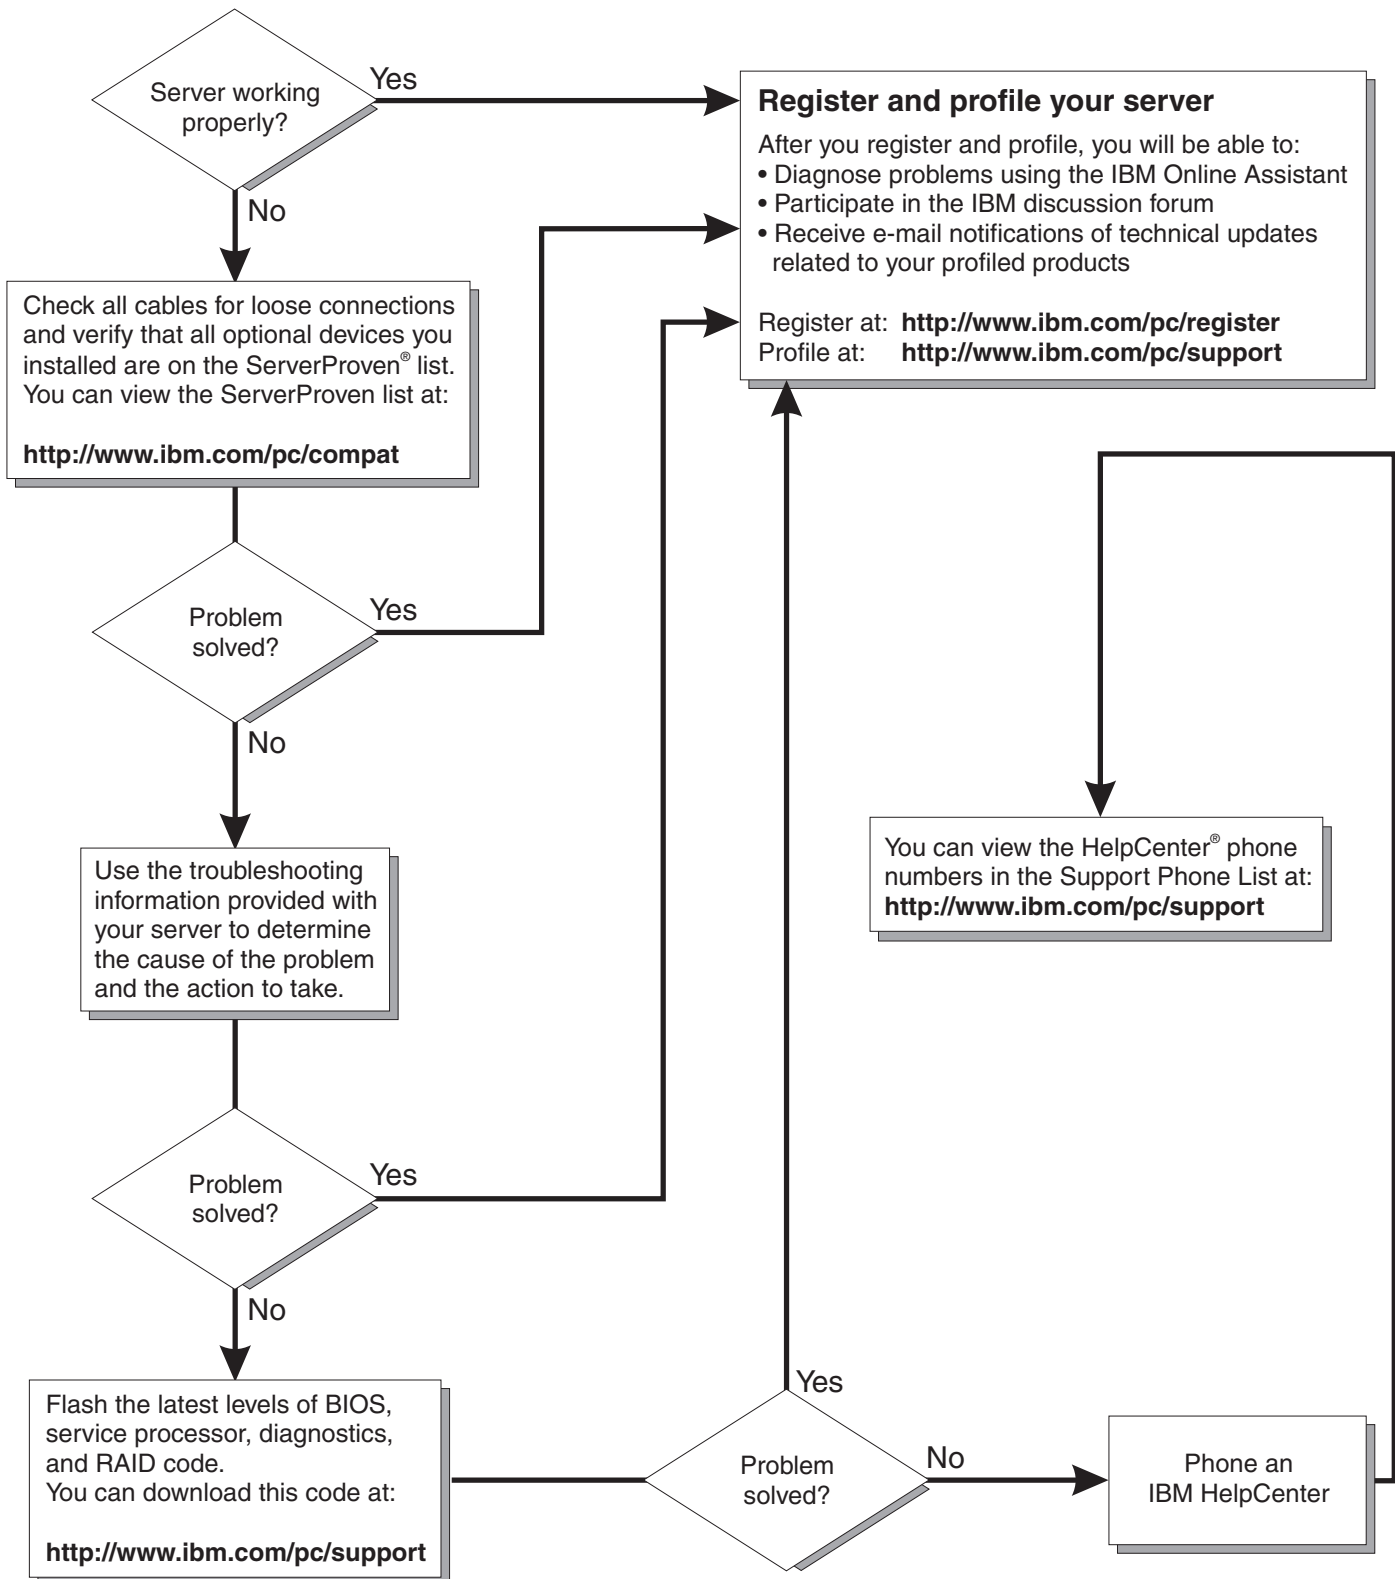 Server working
properly?
Yes
No
Register and profile your server
After you register and profile, you will be able to:
• Diagnose problems using the IBM Online Assistant
• Participate in the IBM discussion forum
• Receive e-mail notifications of technical updates
related to your profiled products
Register at: http://www.ibm.com/pc/register
Profile at: http://www.ibm.com/pc/support
Check all cables for loose connections
and verify that all optional devices you
installed are on the ServerProven® list.
You can view the ServerProven list at:
http://www.ibm.com/pc/compat
Problem
solved?
Yes
No
Use the troubleshooting
information provided with
your server to determine
the cause of the problem
and the action to take.
You can view the HelpCenter® phone
numbers in the Support Phone List at:
http://www.ibm.com/pc/support
Problem
solved?
Yes
No
Flash the latest levels of BIOS,
service processor, diagnostics,
and RAID code.
You can download this code at:
http://www.ibm.com/pc/support
Problem
solved?
Yes
No
Phone an
IBM HelpCenter